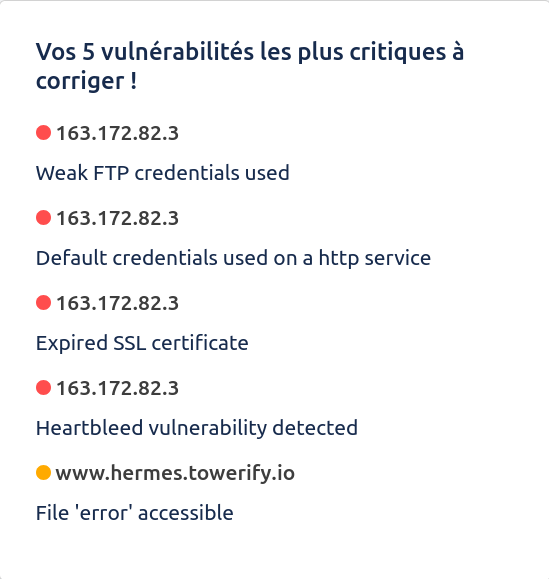 Vos 5 vulnérabilités les plus critiques à
corriger !
163.172.82.3
Weak FTP credentials used
163.172.82.3
Default credentials used on a http service
163.172.82.3
Expired SSL certificate
163.172.82.3
Heartbleed vulnerability detected
www.hermes.towerify.io
File 'error' accessible